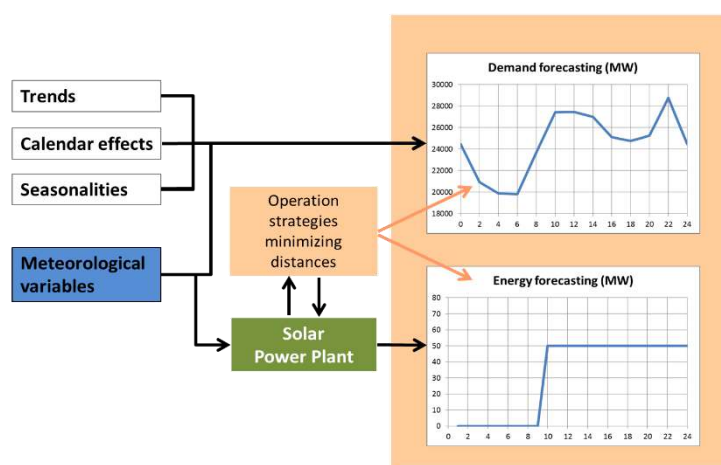 Trends
Calendar effects
Seasonalities
Meteorological
variables
Operation
strategies
minimizing
distances
Solar
Power Plant
Demand forecasting (MW)
30000
28000
26000
24000
22000
20000
18000
0 2 4 6 8 10 12 14 16 18 20 22 24
Energy forecasting (MW)
80
70
60
50
40
30
20
10
0
0 2 4 6 8 10 12 14 16 18 20 22 24